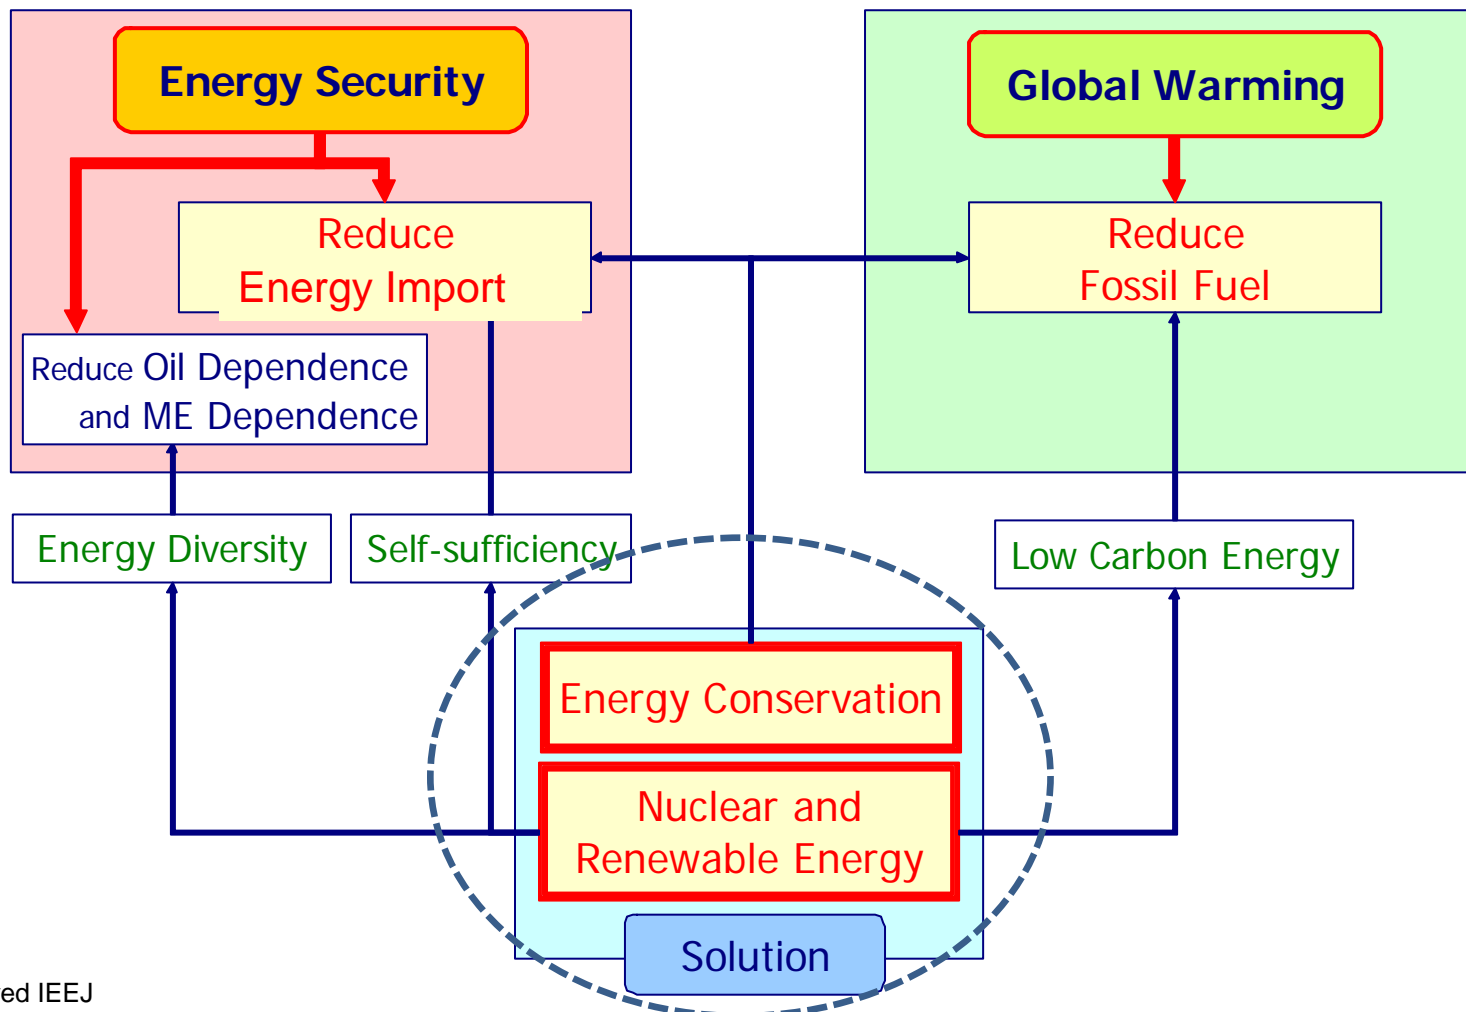 Energy Security
Global Warming
Reduce
Energy Import
Reduce
Fossil Fuel
Reduce Oil Dependence
and ME Dependence
Energy Diversity
Self-sufficiency
Low Carbon Energy
Energy Conservation
Nuclear and
Renewable Energy
Solution
IEEJ